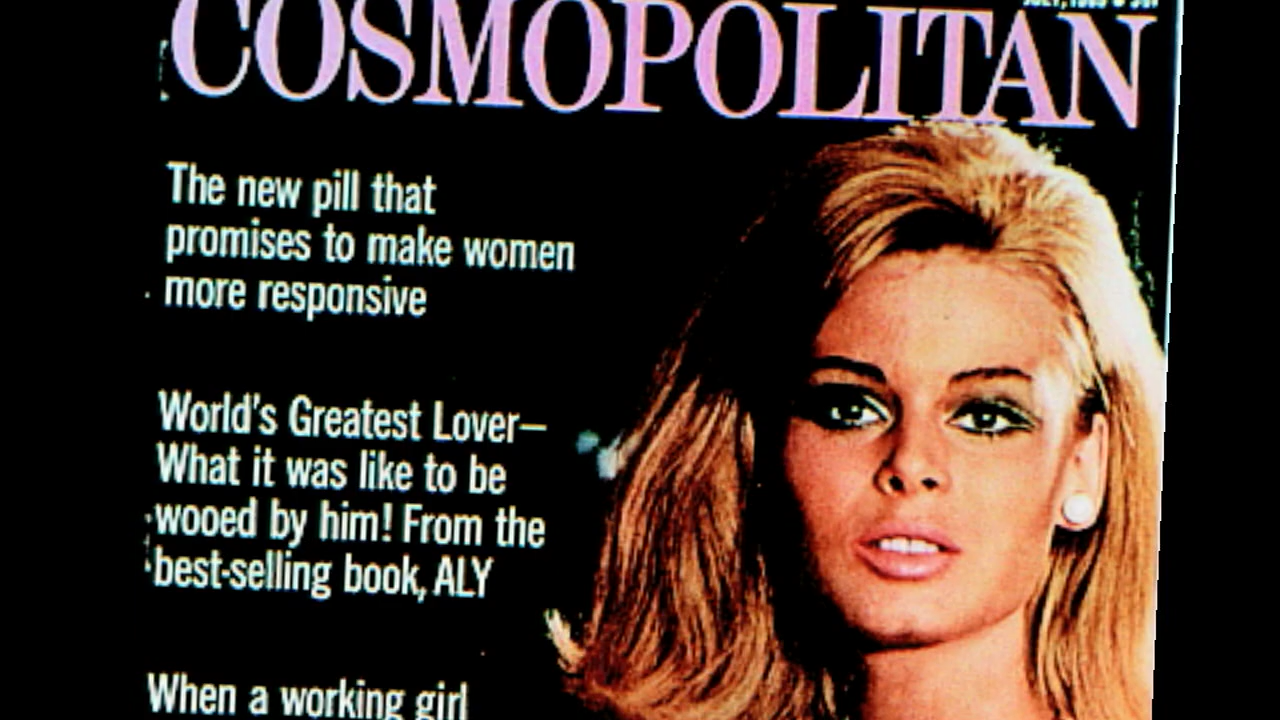 COSMOPOLITAN
The new pill that
promises to make women
more responsive
World's Greatest Lover—
What it was like to be
wooed by him! From the
best-selling book, ALY
When a working girl